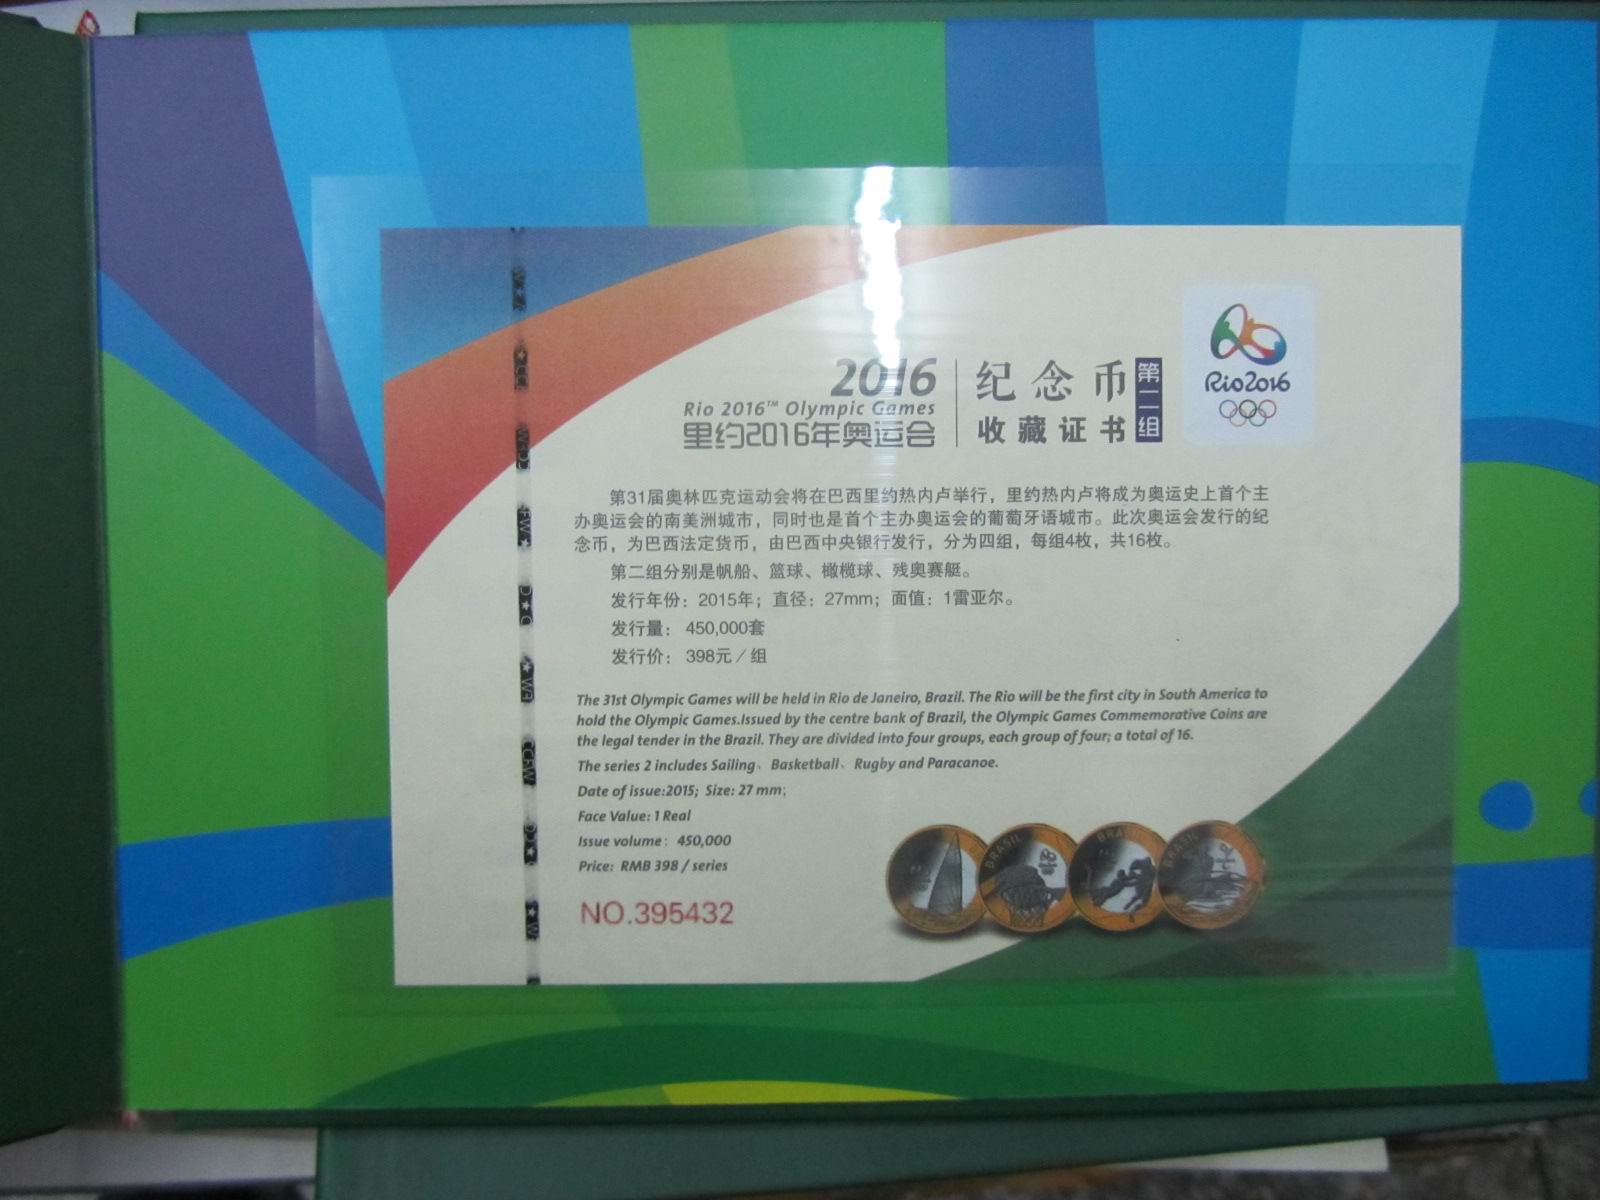 2016
Rio 2016™ Olympic Games
里约2016年奥运会
纪念币
收藏证书
第二组
Rio2016
第31届奥林匹克运动会将在巴西里约热内卢举行，里约热内卢将成为奥运史上首个主
办奥运会的南美洲城市，同时也是首个主办奥运会的葡萄牙语城市。此次奥运会发行的纪
念币，为巴西法定货币，由巴西中央银行发行，分为四组，每组4枚，共16枚。
第二组分别是帆船、篮球、橄榄球、残奥赛艇。
发行年份：2015年；直径：27mm；面值：1雷亚尔。
发行量： 450,000套
发行价： 398元／组
The 31st Olympic Games will be held in Rio de Janeiro, Brazil. The Rio will be the first city in South America to
hold the Olympic Games.Issued by the centre bank of Brazil, the Olympic Games Commemorative Coins are
the legal tender in the Brazil. They are divided into four groups, each group of four; a total of 16.
The series 2 includes Sailing、Basketball、Rugby and Paracanoe.
Date of issue:2015; Size: 27 mm;
Face Value: 1 Real
Issue volume： 450,000
Price: RMB 398 / series
NO.395432
BRASIL
BRASIL
BRASIL